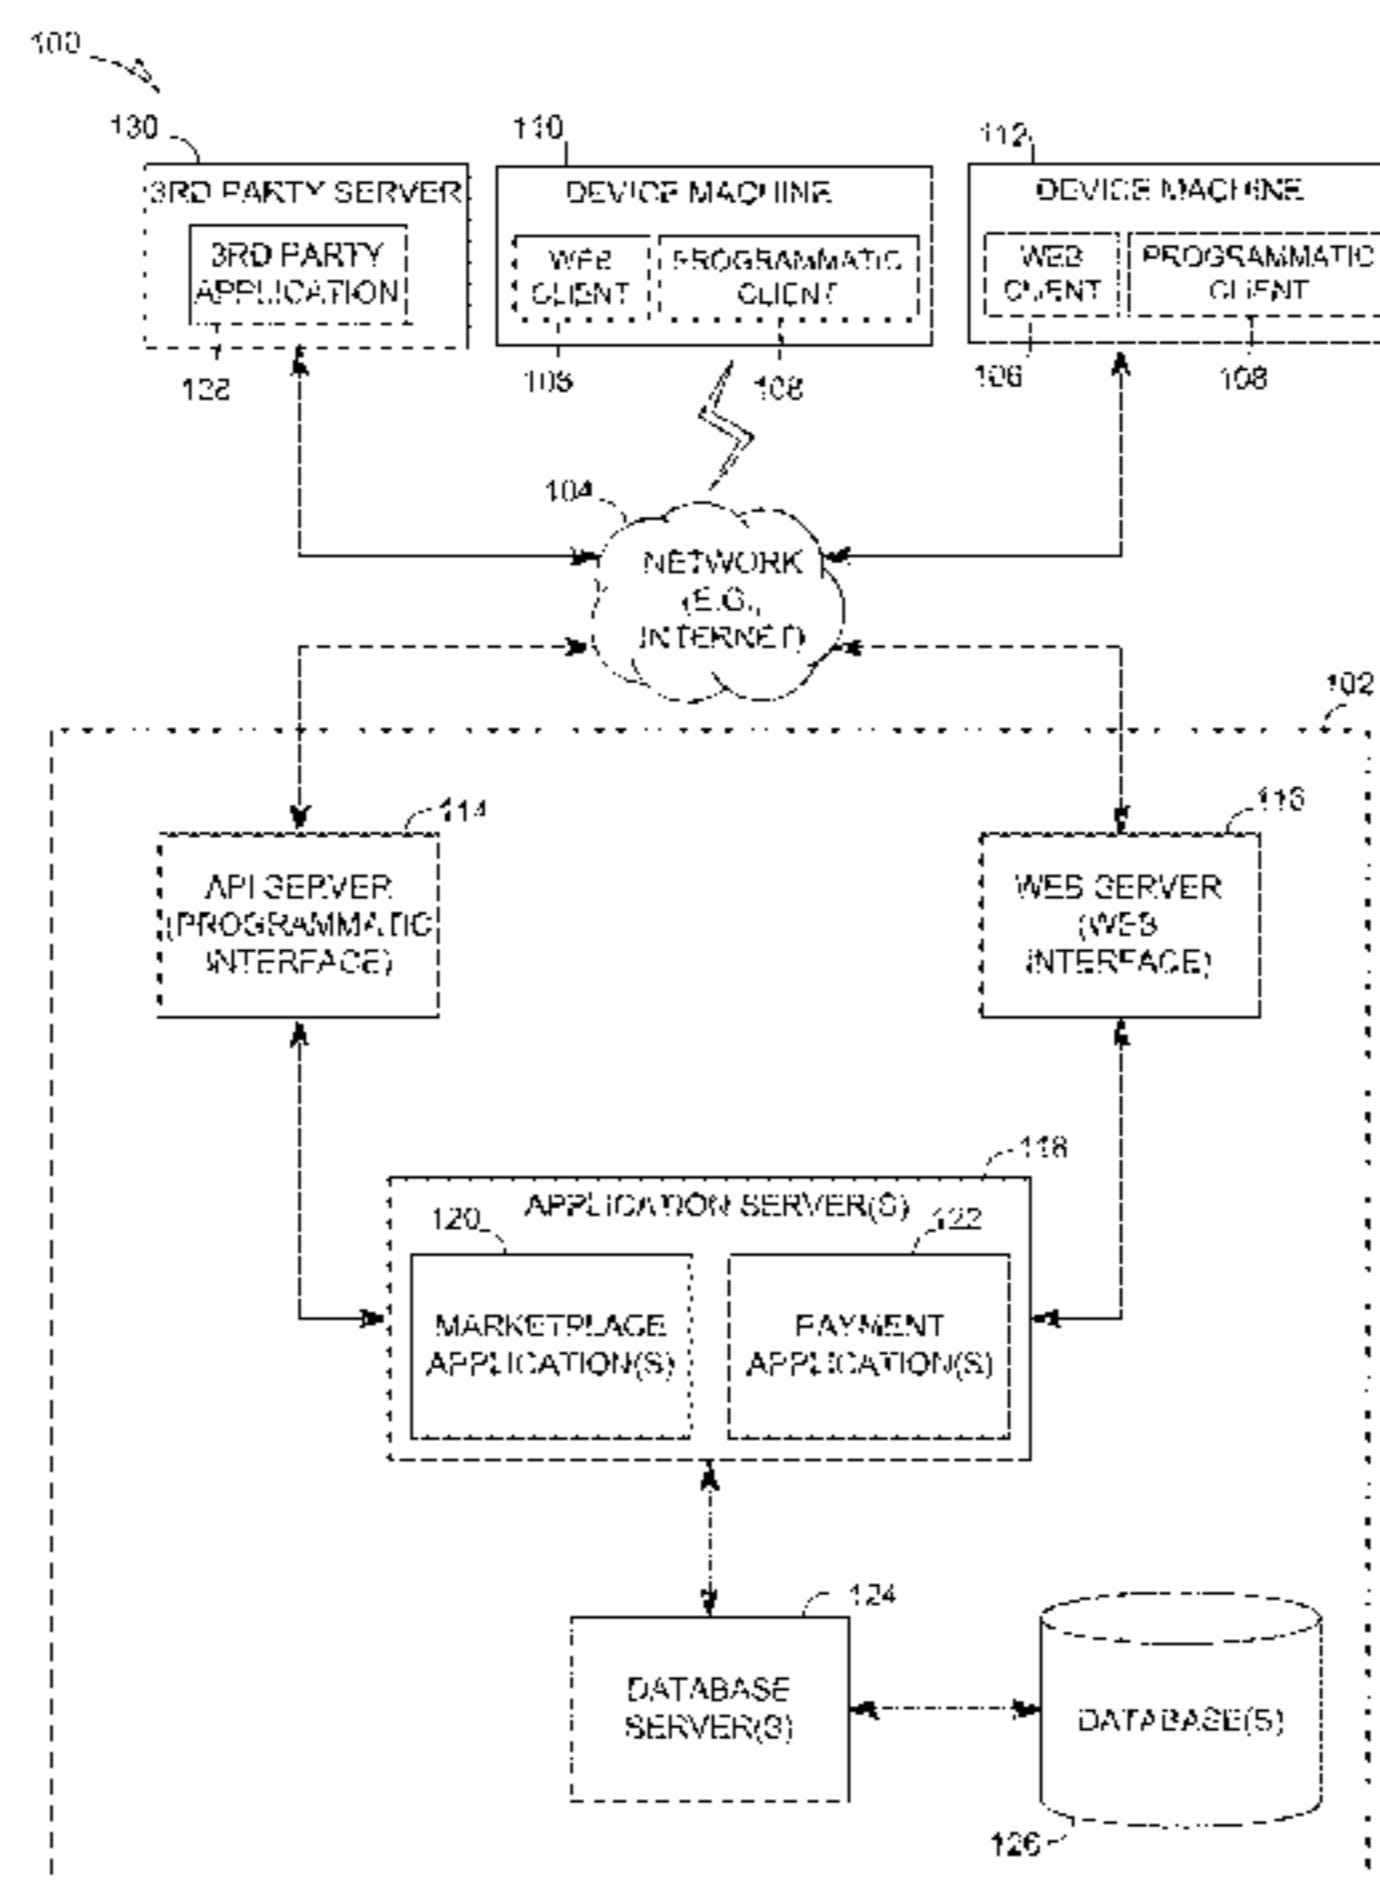 100
130
110
112
3RD PARTY SERVER
3RD PARTY
APPLICATION
DEVICE MACHINE
WEB
CLIENT
PROGRAMMATIC
CLIENT
DEVICE MACHINE
WEB
CLIENT
PROGRAMMATIC
CLIENT
108
106
108
104
NETWORK
(E.G.,
INTERNET)
102
114
API SERVER
(PROGRAMMATIC
INTERFACE)
WEB SERVER
(WEB
INTERFACE)
118
APPLICATION SERVER(S)
120
122
MARKETPLACE
APPLICATION(S)
PAYMENT
APPLICATION(S)
124
DATABASE
SERVER(S)
DATABASE(S)
126